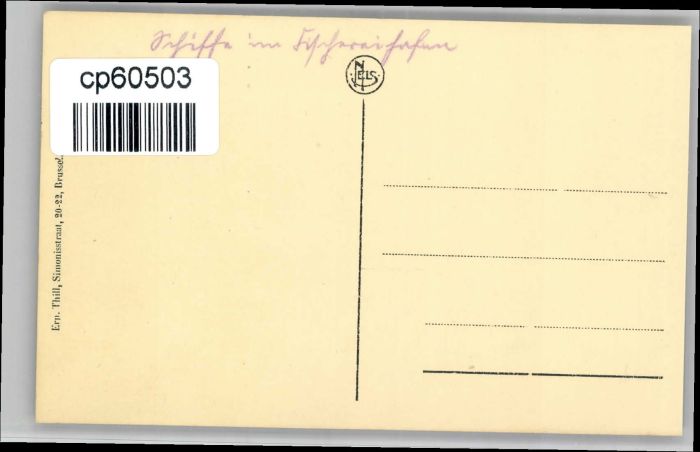 Schiffe im Fischereihafen
NELS
cp60503
Ern. Thill, Simonisstraat, 20-22, Brussel.